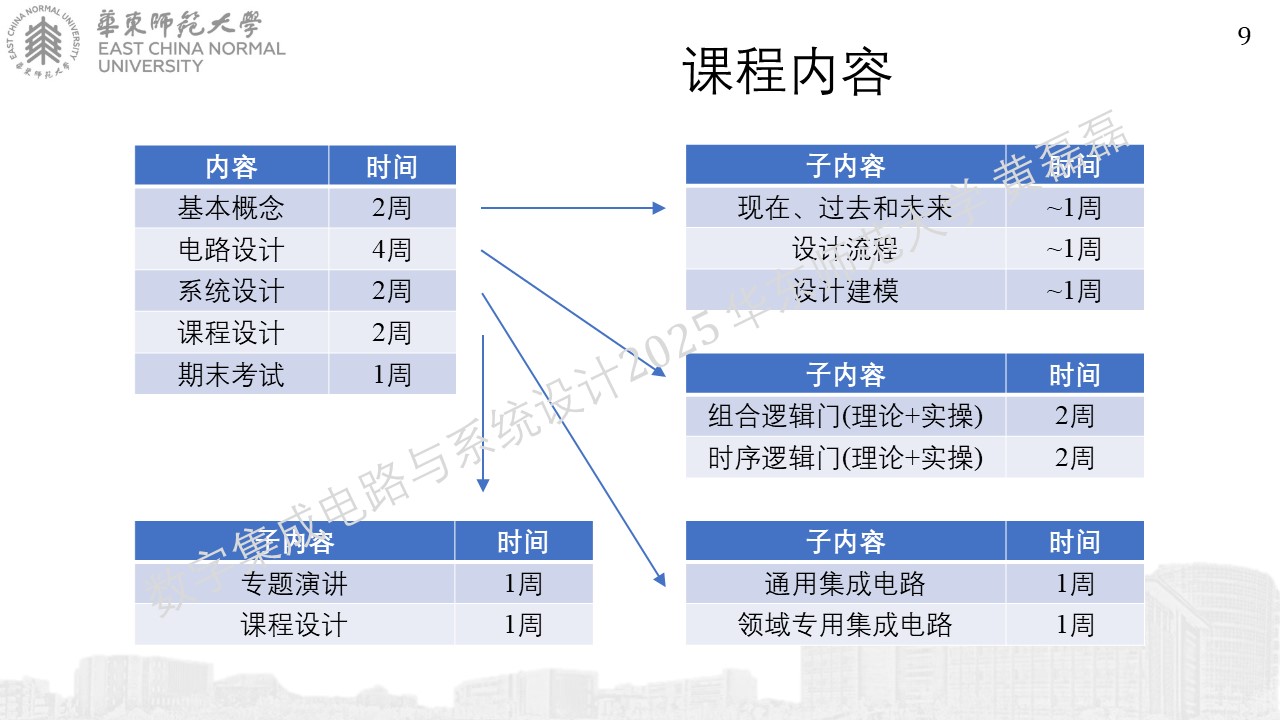 華東師範大學
EAST CHINA NORMAL
UNIVERSITY
EAST CHINA NORMAL UNIVERSITY
華東师范大学
9
课程内容
内容 时间
基本概念 2周
电路设计 4周
系统设计 2周
课程设计 2周
期末考试 1周
子内容 时间
现在、过去和未来 ~1周
设计流程 ~1周
设计建模 ~1周
子内容 时间
组合逻辑门(理论+实操) 2周
时序逻辑门(理论+实操) 2周
子内容 时间
专题演讲 1周
课程设计 1周
子内容 时间
通用集成电路 1周
领域专用集成电路 1周
数字集成电路与系统设计2025 华东师范大学 黄磊磊